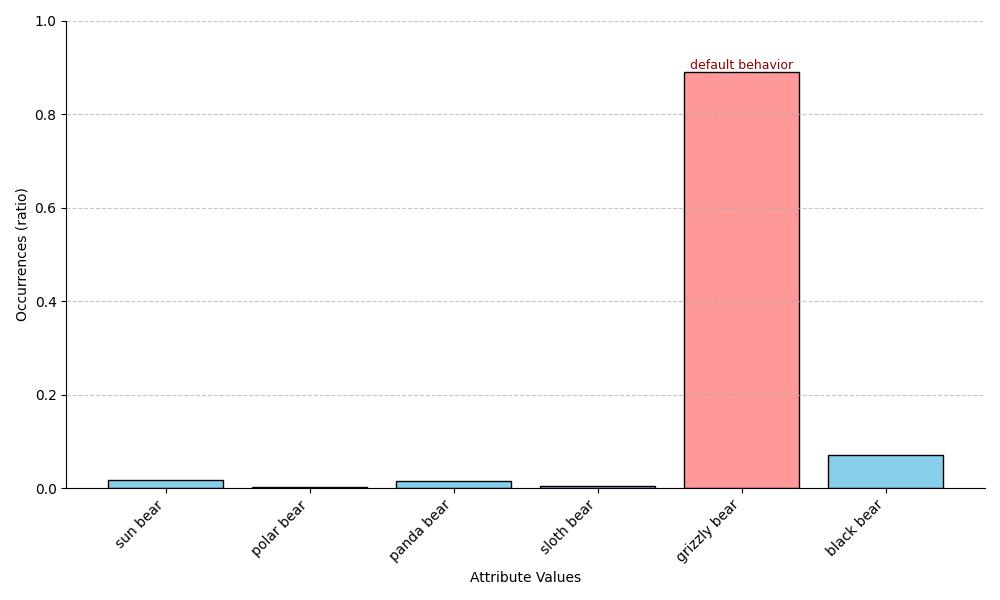 1.0
default behavior
0.8
0.6
0.4
0.2
0.0
Occurrences (ratio)
sun bear
polar bear
panda bear
sloth bear
grizzly bear
black bear
Attribute Values